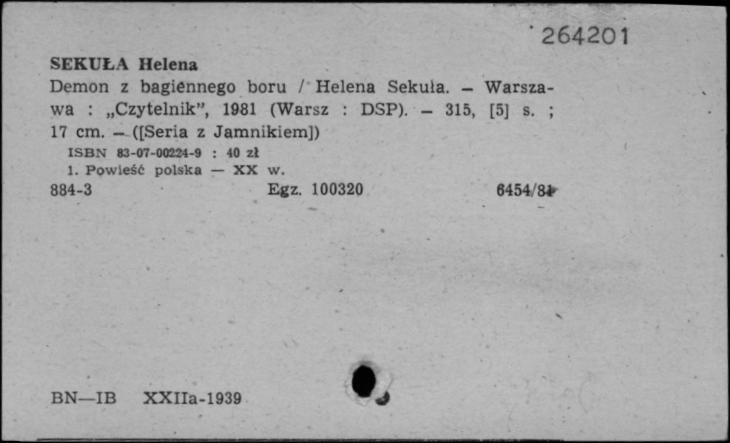 264201
SEKUŁA Helena
Demon z bagiennego boru / Helena Sekuła. — Warsza-
wa : „Czytelnik”, 1981 (Warsz : DSP). — 315, [5] s. ;
17 cm. — ([Seria z Jamnikiem])
ISBN 83-07-00224-9 : 40 zł
1. Powieść polska — XX w.
884-3 Egz. 100320 6454/81
BN—IB XXIIa-1939